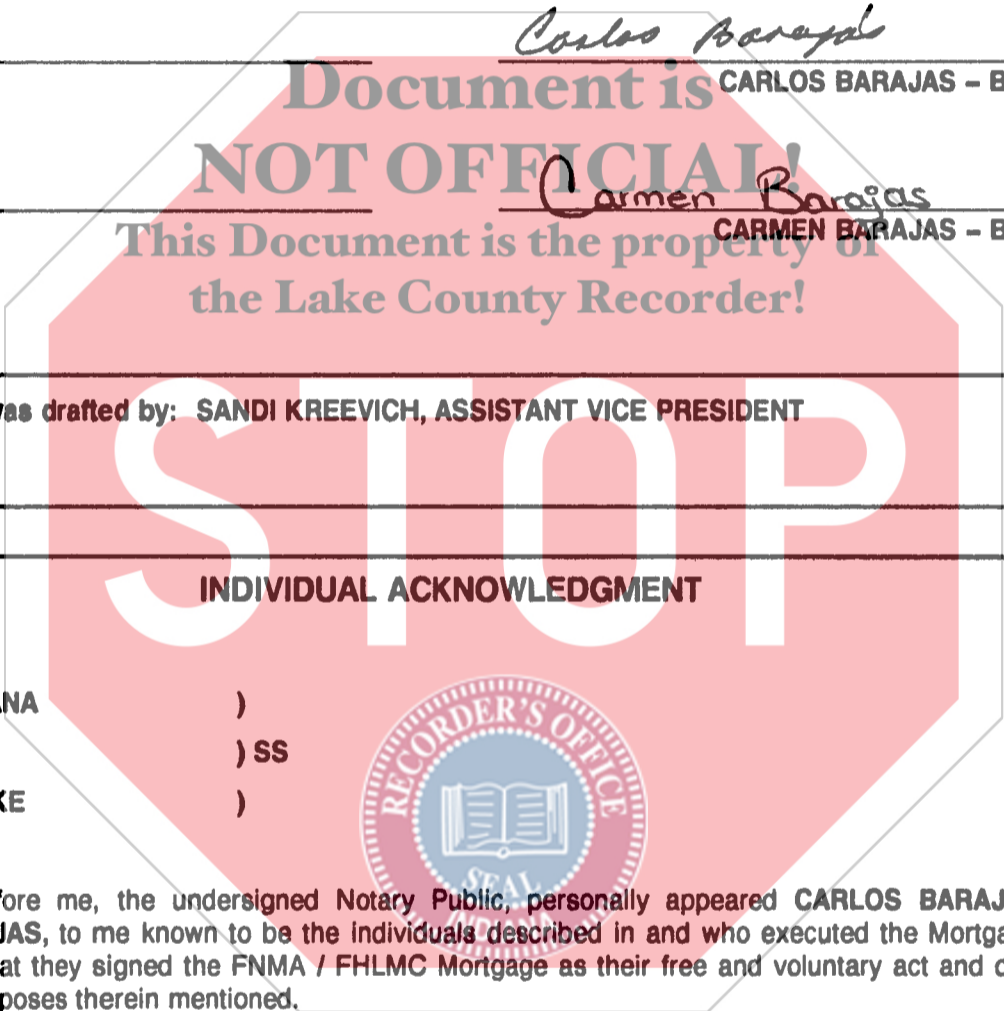 Carlos Barajas
CARLOS BARAJAS – B
Document is
NOT OFFICIAL!
Carmen Barajas
CARMEN BARAJAS – B
This Document is the property of
the Lake County Recorder!
as drafted by: SANDI KREEVICH, ASSISTANT VICE PRESIDENT
STOP
INDIVIDUAL ACKNOWLEDGMENT
NA )
) SS
KE )
RECORDER'S OFFICE
SEAL
INDIANA
ore me, the undersigned Notary Public, personally appeared CARLOS BARAJ
JAS, to me known to be the individuals described in and who executed the Mortga
at they signed the FNMA / FHLMC Mortgage as their free and voluntary act and
poses therein mentioned.